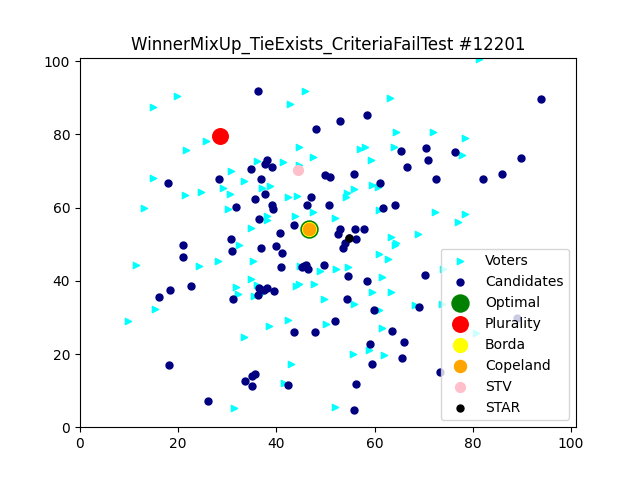 WinnerMixUp_TieExists_CriteriaFailTest #12201
100
80
60
40
20
0
0 20 40 60 80 100
Voters
Candidates
Optimal
Plurality
Borda
Copeland
STV
STAR